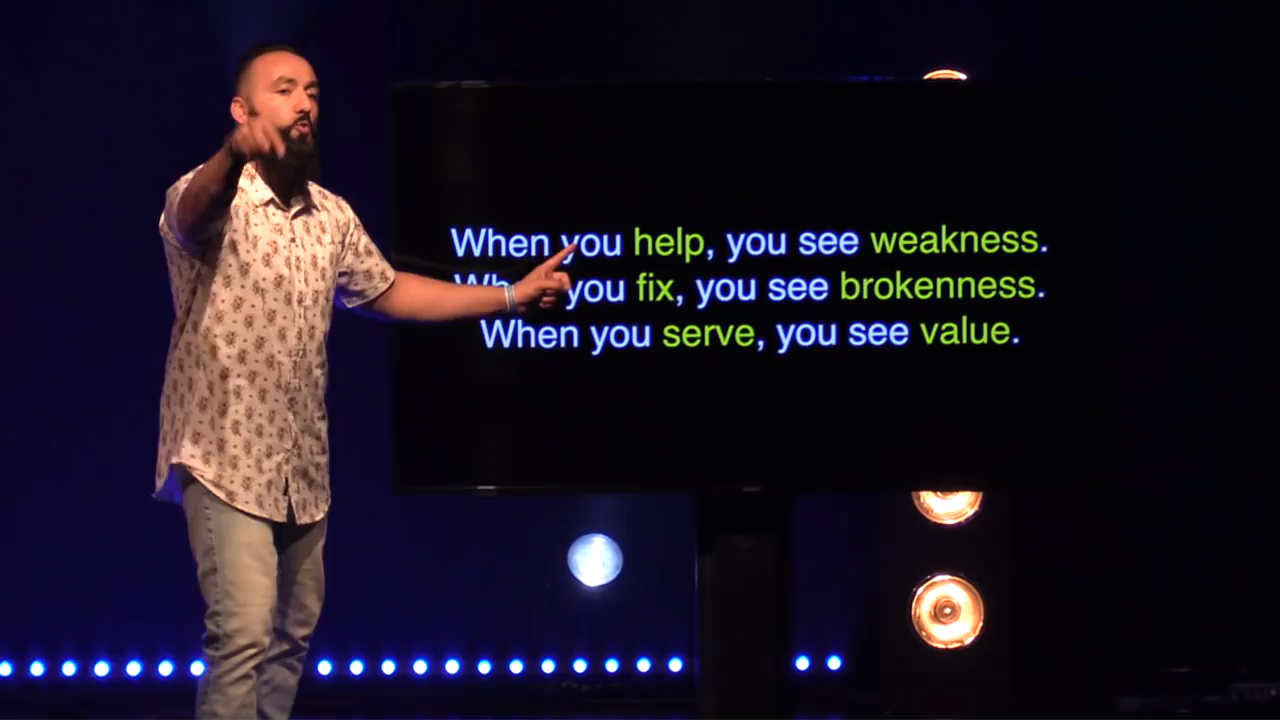 When you help, you see weakness.
you fix, you see brokenness.
When you serve, you see value.